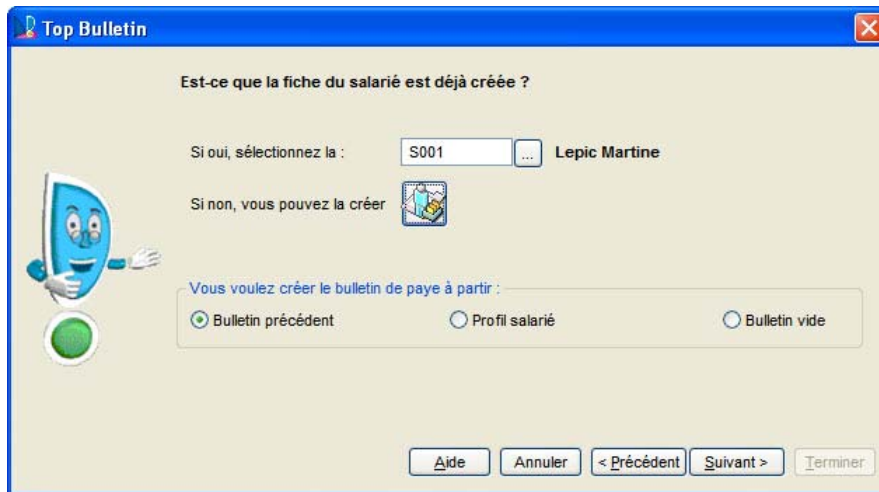 Top Bulletin
Est-ce que la fiche du salarié est déjà créée ?
Si oui, sélectionnez la : S001 ... Lepic Martine
Si non, vous pouvez la créer
Vous voulez créer le bulletin de paye à partir :
Bulletin précédent Profil salarié Bulletin vide
Aide Annuler < Précédent Suivant > Terminer